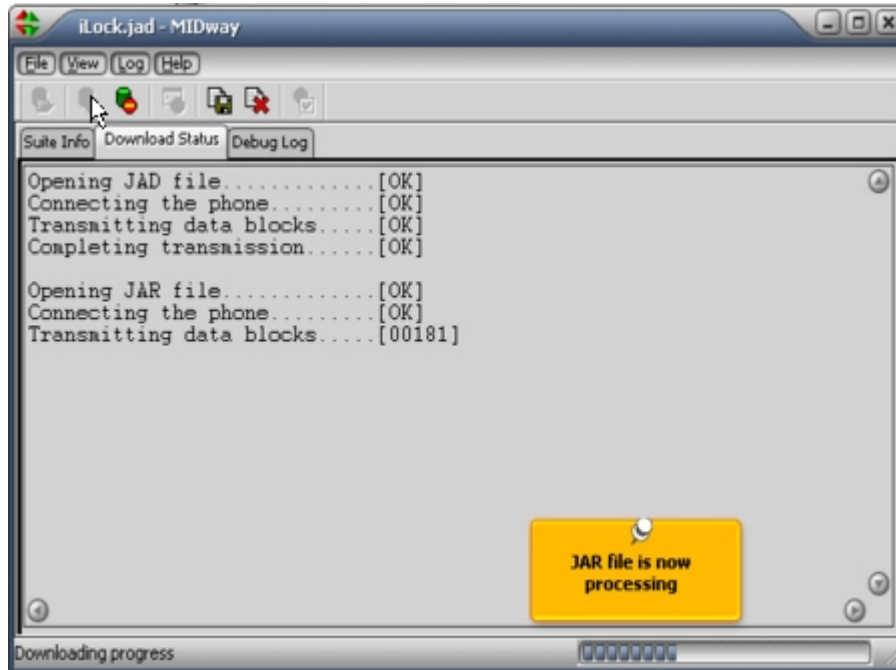 iLock.jad - MIDway
File View Log Help
Suite Info Download Status Debug Log
Opening JAD file.............[OK]
Connecting the phone.........[OK]
Transmitting data blocks.....[OK]
Completing transmission......[OK]
Opening JAR file.............[OK]
Connecting the phone.........[OK]
Transmitting data blocks.....[00181]
JAR file is now
processing
Downloading progress